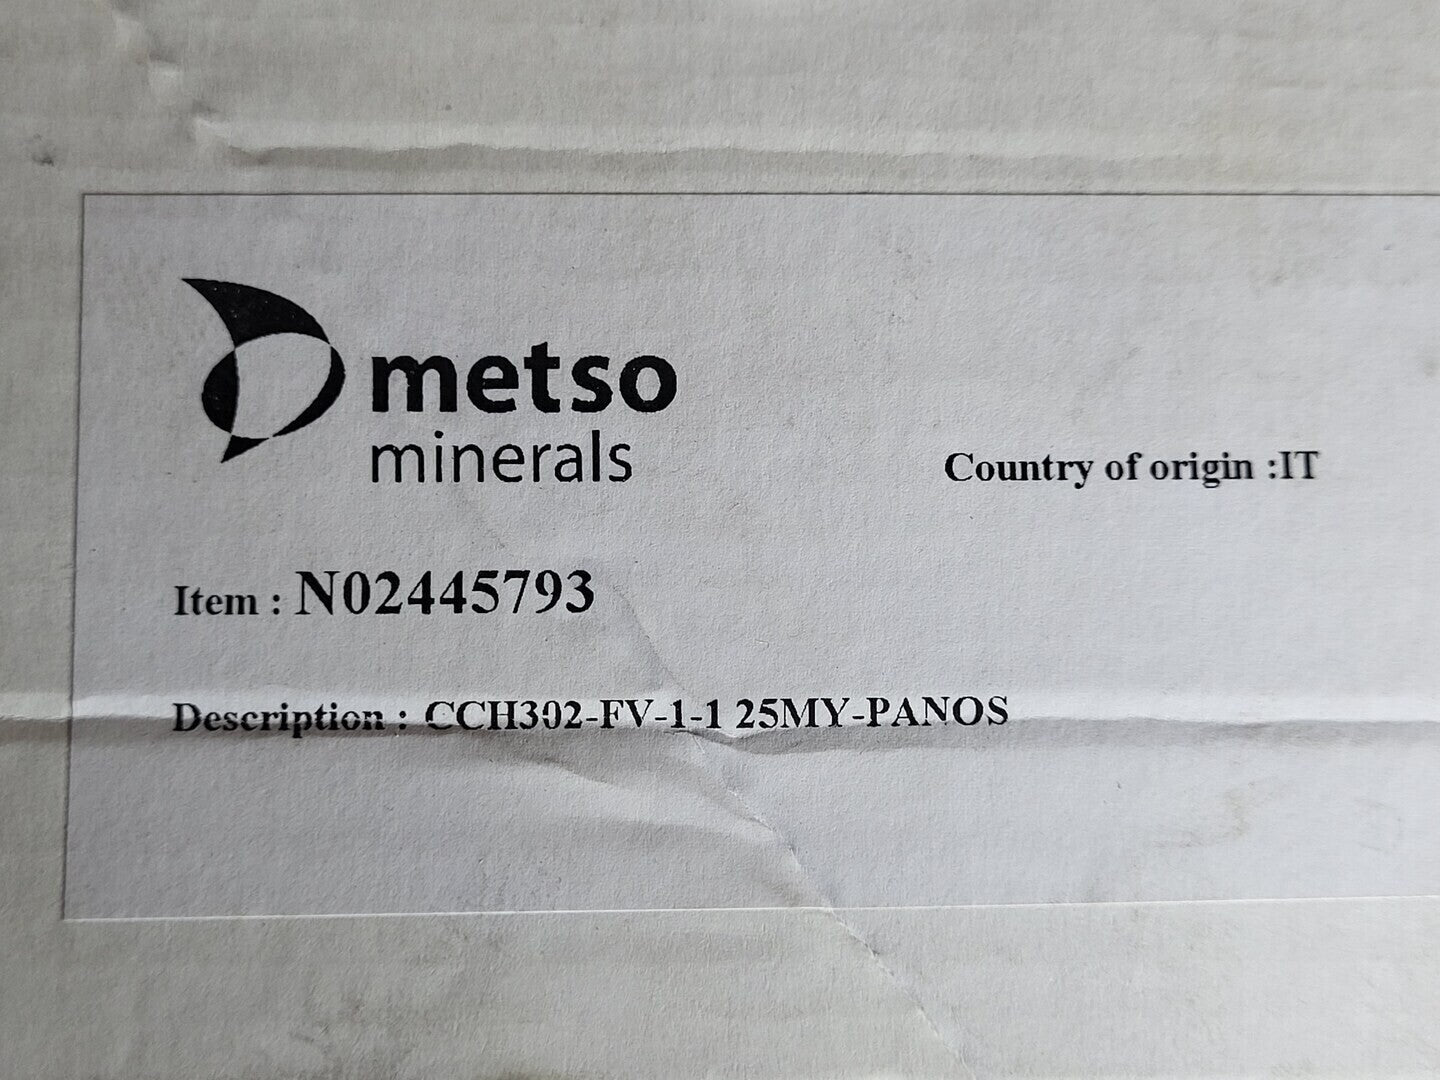 metso
minerals
Country of origin :IT
Item : N02445793
Description : CCH302-FV-1-1 25MY-PANOS